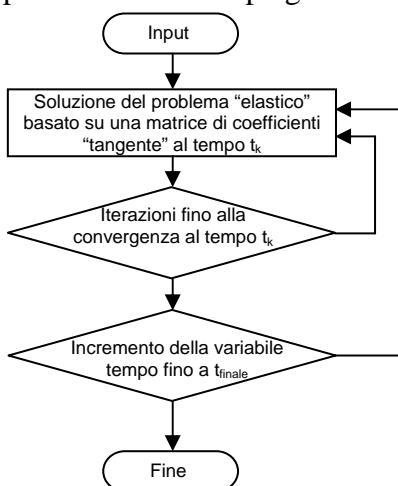 Input
Soluzione del problema “elastico”
basato su una matrice di coefficienti
“tangente” al tempo tk
Iterazioni fino alla
convergenza al tempo tk
Incremento della variabile
tempo fino a tfinale
Fine